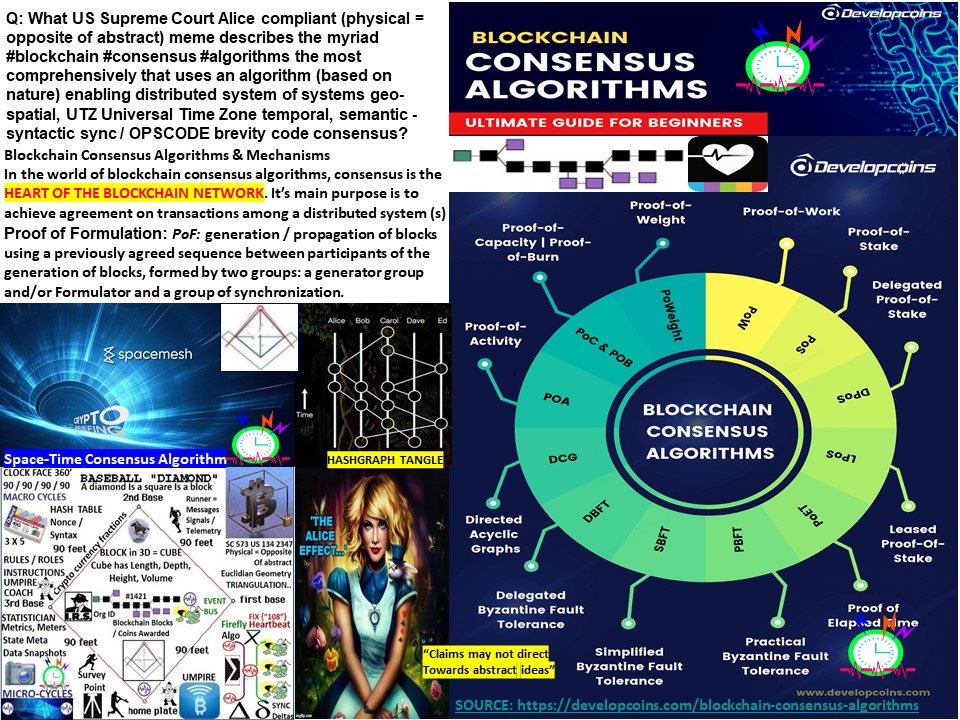 Q: What US Supreme Court Alice compliant (physical =
opposite of abstract) meme describes the myriad
#blockchain #consensus #algorithms the most
comprehensively that uses an algorithm (based on
nature) enabling distributed system of systems geo-
spatial, UTZ Universal Time Zone temporal, semantic -
syntactic sync / OPSCODE brevity code consensus?
Blockchain Consensus Algorithms & Mechanisms
In the world of blockchain consensus algorithms, consensus is the
HEART OF THE BLOCKCHAIN NETWORK. It's main purpose is to
achieve agreement on transactions among a distributed system (s)
Proof of Formulation: PoF: generation / propagation of blocks
using a previously agreed sequence between participants of the
generation of blocks, formed by two groups: a generator group
and/or Formulator and a group of synchronization.
Developcoins
BLOCKCHAIN
CONSENSUS
ALGORITHMS
ULTIMATE GUIDE FOR BEGINNERS
Developcoins
Proof-of-
Weight
Proof-of-Work
Proof-of-
Capacity | Proof-
of-Burn
Proof-of-
Stake
Delegated
Proof-of-
Stake
Proof-of-
Activity
PoWeight
PoW
PoC & POB
PoS
POA
DPoS
DCG
LPoS
DBFT
PoET
SBFT
PBFT
BLOCKCHAIN
CONSENSUS
ALGORITHMS
Directed
Acyclic
Graphs
Leased
Proof-Of-
Stake
Delegated
Byzantine Fault
Tolerance
Proof of
Elapsed Time
Simplified
Byzantine Fault
Tolerance
Practical
Byzantine Fault
Tolerance
www.developcoins.com
SOURCE: https://developcoins.com/blockchain-consensus-algorithms
spacemesh
CRYPTO
BRIEFING
Space-Time Consensus Algorithm
Alice Bob Carol Dave Ed
Time
HASHGRAPH TANGLE
CLOCK FACE 360'
90 / 90 / 90 / 90
MACRO CYCLES
BASEBALL "DIAMOND"
A diamond Is a square Is a block
2nd Base
HASH TABLE
Nonce /
Syntax
90 feet
3 X 5
Runner =
Messages
Signals /
Telemetry
90 feet
Crypto currency fractions
SC 573 US 134 2347
Physical = Opposite
Of abstract
Euclidian Geometry
TRIANGULATION..
BLOCK in 3D = CUBE
Cube has Length, Depth,
Height, Volume
RULES / ROLES
INSTRUCTIONS
UMPIRE
COACH
3rd Base
#1421
I.R.S.
Org ID
EVENT
BUS
first base
Blockchain Blocks
/ Coins Awarded
STATISTICIAN
Metrics, Meters
State Meta
Data Snapshots
90 feet
90 feet
FIX {"108"}
Firefly Heartbeat
Algo
MICRO-CYCLES
Survey
Point
UMPIRE
home plate
SYNC
Deltas
'THE
ALICE
EFFECT...'
"Claims may not direct
Towards abstract ideas"
imgflip.com